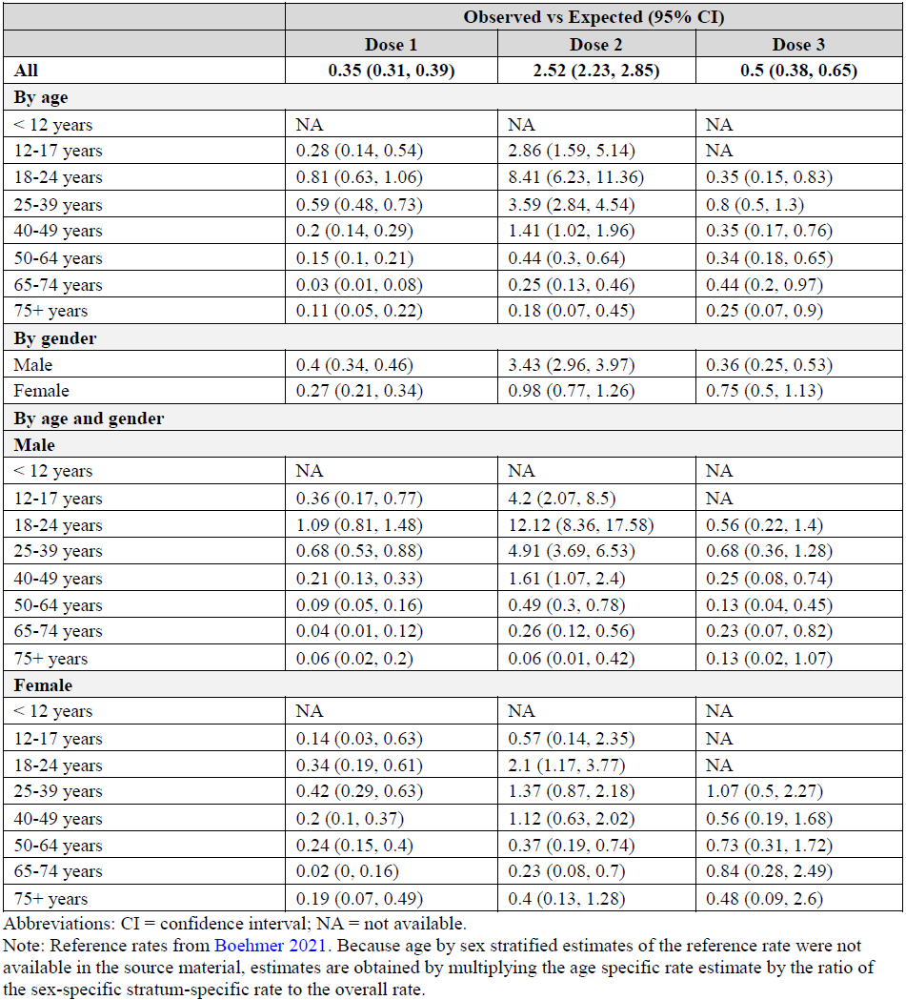 Observed vs Expected (95% CI)
Dose 1 Dose 2 Dose 3
All 0.35 (0.31, 0.39) 2.52 (2.23, 2.85) 0.5 (0.38, 0.65)
By age
< 12 years NA NA NA
12-17 years 0.28 (0.14, 0.54) 2.86 (1.59, 5.14) NA
18-24 years 0.81 (0.63, 1.06) 8.41 (6.23, 11.36) 0.35 (0.15, 0.83)
25-39 years 0.59 (0.48, 0.73) 3.59 (2.84, 4.54) 0.8 (0.5, 1.3)
40-49 years 0.2 (0.14, 0.29) 1.41 (1.02, 1.96) 0.35 (0.17, 0.76)
50-64 years 0.15 (0.1, 0.21) 0.44 (0.3, 0.64) 0.34 (0.18, 0.65)
65-74 years 0.03 (0.01, 0.08) 0.25 (0.13, 0.46) 0.44 (0.2, 0.97)
75+ years 0.11 (0.05, 0.22) 0.18 (0.07, 0.45) 0.25 (0.07, 0.9)
By gender
Male 0.4 (0.34, 0.46) 3.43 (2.96, 3.97) 0.36 (0.25, 0.53)
Female 0.27 (0.21, 0.34) 0.98 (0.77, 1.26) 0.75 (0.5, 1.13)
By age and gender
Male
< 12 years NA NA NA
12-17 years 0.36 (0.17, 0.77) 4.2 (2.07, 8.5) NA
18-24 years 1.09 (0.81, 1.48) 12.12 (8.36, 17.58) 0.56 (0.22, 1.4)
25-39 years 0.68 (0.53, 0.88) 4.91 (3.69, 6.53) 0.68 (0.36, 1.28)
40-49 years 0.21 (0.13, 0.33) 1.61 (1.07, 2.4) 0.25 (0.08, 0.74)
50-64 years 0.09 (0.05, 0.16) 0.49 (0.3, 0.78) 0.13 (0.04, 0.45)
65-74 years 0.04 (0.01, 0.12) 0.26 (0.12, 0.56) 0.23 (0.07, 0.82)
75+ years 0.06 (0.02, 0.2) 0.06 (0.01, 0.42) 0.13 (0.02, 1.07)
Female
< 12 years NA NA NA
12-17 years 0.14 (0.03, 0.63) 0.57 (0.14, 2.35) NA
18-24 years 0.34 (0.19, 0.61) 2.1 (1.17, 3.77) NA
25-39 years 0.42 (0.29, 0.63) 1.37 (0.87, 2.18) 1.07 (0.5, 2.27)
40-49 years 0.2 (0.1, 0.37) 1.12 (0.63, 2.02) 0.56 (0.19, 1.68)
50-64 years 0.24 (0.15, 0.4) 0.37 (0.19, 0.74) 0.73 (0.31, 1.72)
65-74 years 0.02 (0, 0.16) 0.23 (0.08, 0.7) 0.84 (0.28, 2.49)
75+ years 0.19 (0.07, 0.49) 0.4 (0.13, 1.28) 0.48 (0.09, 2.6)
Abbreviations: CI = confidence interval; NA = not available.
Note: Reference rates from Boehmer 2021. Because age by sex stratified estimates of the reference rate were not
available in the source material, estimates are obtained by multiplying the age specific rate estimate by the ratio of
the sex-specific stratum-specific rate to the overall rate.